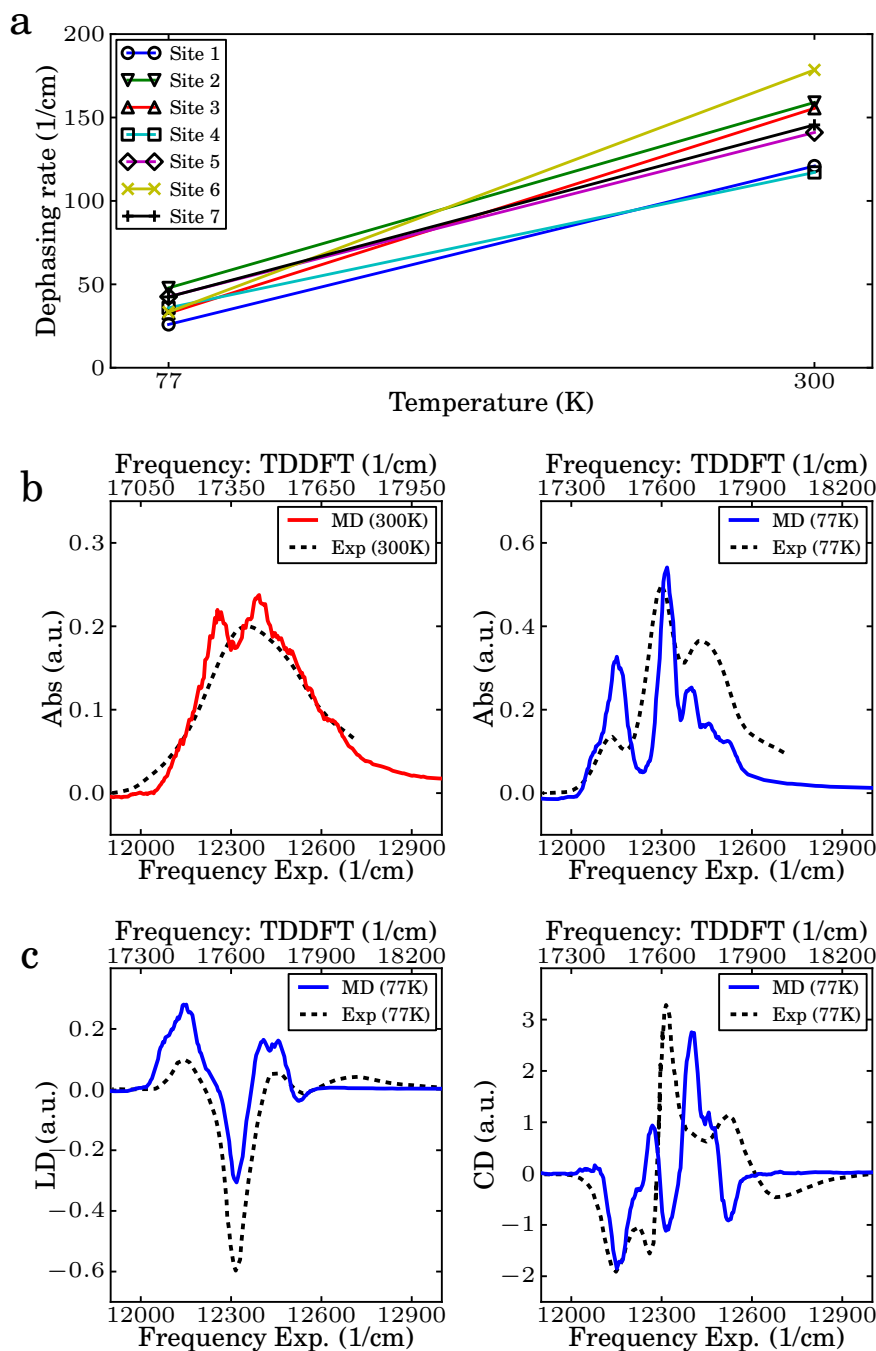 a
Dephasing rate (1/cm)
200
150
100
50
0
Site 1
Site 2
Site 3
Site 4
Site 5
Site 6
Site 7
77
300
Temperature (K)
b
Frequency: TDDFT (1/cm)
17050 17350 17650 17950
Abs (a.u.)
0.3
0.2
0.1
0.0
MD (300K)
Exp (300K)
12000 12300 12600 12900
Frequency Exp. (1/cm)
Frequency: TDDFT (1/cm)
17300 17600 17900 18200
Abs (a.u.)
0.6
0.4
0.2
0.0
MD (77K)
Exp (77K)
12000 12300 12600 12900
Frequency Exp. (1/cm)
c
Frequency: TDDFT (1/cm)
17300 17600 17900 18200
LD (a.u.)
0.2
0.0
−0.2
−0.4
−0.6
MD (77K)
Exp (77K)
12000 12300 12600 12900
Frequency Exp. (1/cm)
Frequency: TDDFT (1/cm)
17300 17600 17900 18200
CD (a.u.)
3
2
1
0
−1
−2
MD (77K)
Exp (77K)
12000 12300 12600 12900
Frequency Exp. (1/cm)